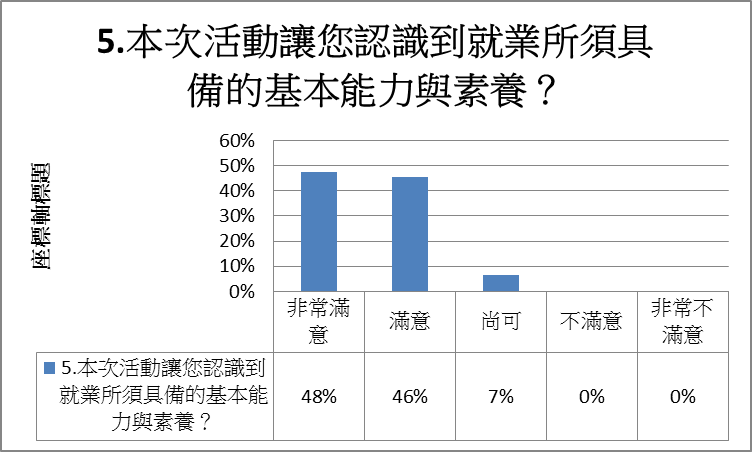 5.本次活動讓您認識到就業所須具
備的基本能力與素養？
座標軸標題
60%
50%
40%
30%
20%
10%
0%
非常滿
意
滿意
尚可
不滿意
非常不
滿意
5.本次活動讓您認識到
就業所須具備的基本能
力與素養？
48%
46%
7%
0%
0%